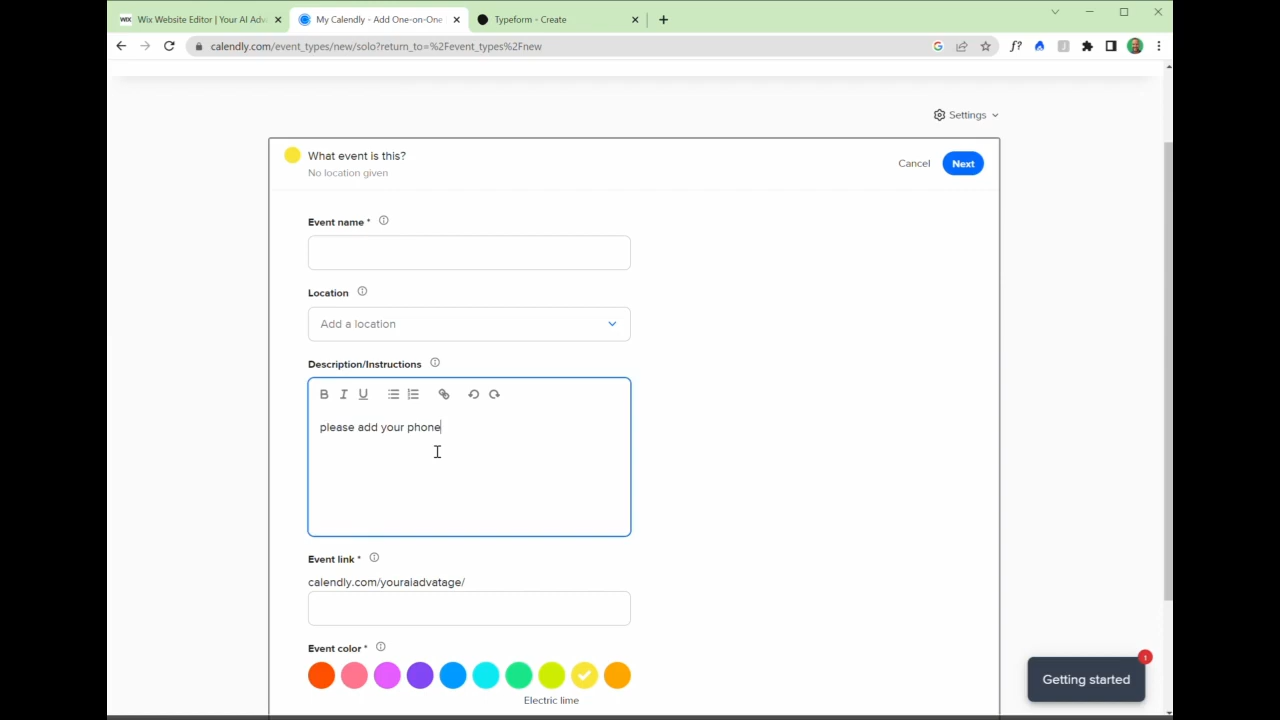 Wix Website Editor | Your AI Adv
My Calendly - Add One-on-One
Typeform - Create
calendly.com/event_types/new/solo?return_to=%2Fevent_types%2Fnew
f?
Settings
What event is this?
No location given
Cancel
Next
Event name *
Location
Add a location
Description/Instructions
B I U
please add your phone
Event link *
calendly.com/youraiadvatage/
Event color *
Electric lime
1
Getting started